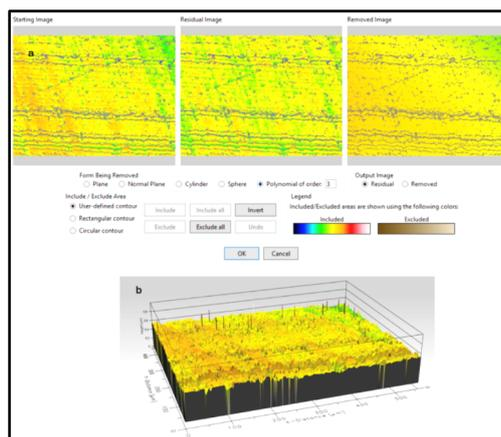 Starting Image Residual Image Removed Image
a
Form Being Removed Output Image
Plane Normal Plane Cylinder Sphere Polynomial of order: 3 Residual Removed
Include / Exclude Area Legend
User-defined contour Include Include all Invert Included/Excluded areas are shown using the following colors:
Rectangular contour Included Excluded
Circular contour Exclude Exclude all Undo
OK Cancel
b